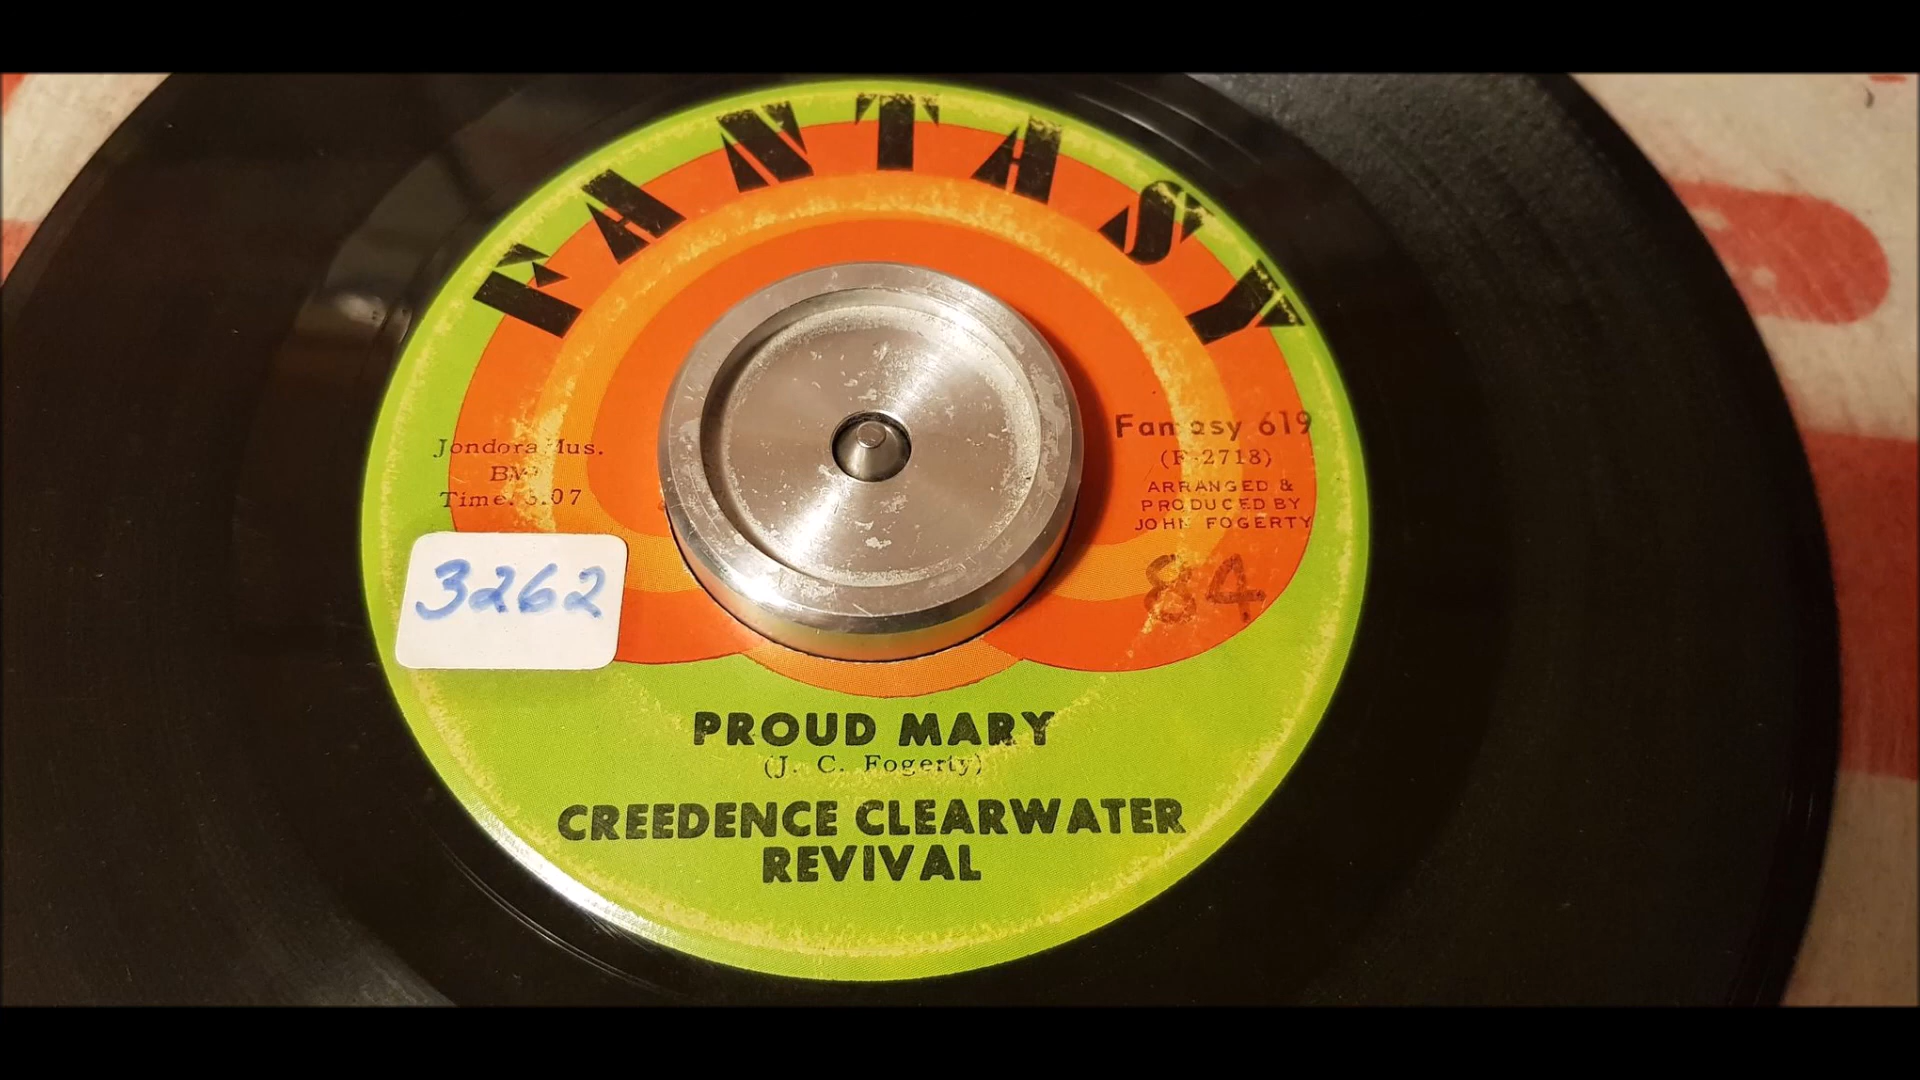 FANTASY
Jondora Mus.
BMI
Time: 3:07
Fantasy 619
(F-2718)
ARRANGED &
PRODUCED BY
JOHN FOGERTY
3262
84
PROUD MARY
(J. C. Fogerty)
CREEDENCE CLEARWATER
REVIVAL